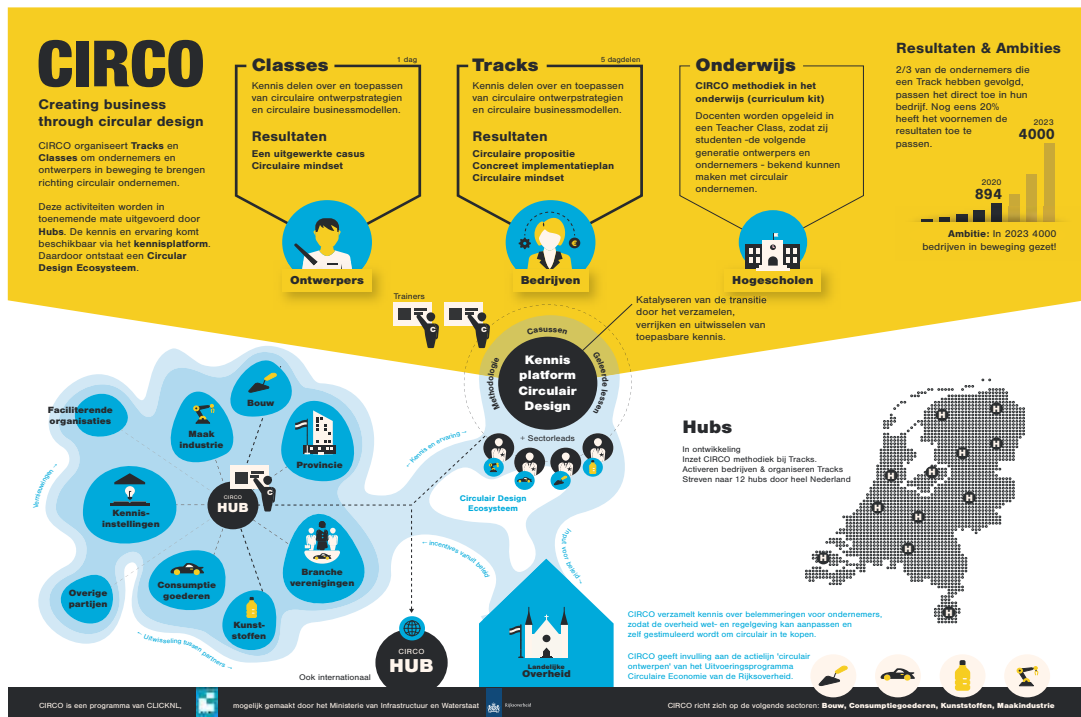 CIRCO
Creating business
through circular design
CIRCO organiseert Tracks en
Classes om ondernemers en
ontwerpers in beweging te brengen
richting circulair ondernemen.
Deze activiteiten worden in
toenemende mate uitgevoerd door
Hubs. De kennis en ervaring komt
beschikbaar via het kennisplatform.
Daardoor ontstaat een Circular
Design Ecosysteem.
Classes
1 dag
Kennis delen over en toepassen
van circulaire ontwerpstrategien
en circulaire businessmodellen.
Resultaten
Een uitgewerkte casus
Circulaire mindset
Ontwerpers
Tracks
5 dagdelen
Kennis delen over en toepassen
van circulaire ontwerpstrategien
en circulaire businessmodellen.
Resultaten
Circulaire propositie
Concreet implementatieplan
Circulaire mindset
Bedrijven
Onderwijs
CIRCO methodiek in het
onderwijs (curriculum kit)
Docenten worden opgeleid in
een Teacher Class, zodat zij
studenten -de volgende
generatie ontwerpers en
ondernemers - bekend kunnen
maken met circulair
ondernemen.
Hogescholen
Resultaten & Ambities
2/3 van de ondernemers die
een Track hebben gevolgd,
passen het direct toe in hun
bedrijf. Nog eens 20%
heeft het voornemen de
resultaten toe te
passen.
2023
4000
2020
894
Ambitie: In 2023 4000
bedrijven in beweging gezet!
Trainers
C
C
Katalyseren van de transitie
door het verzamelen,
verrijken en uitwisselen van
toepasbare kennis.
Casussen
Methodologie
Geleerde lessen
Kennis
platform
Circulair
Design
+ Sectorleads
Circulair Design
Ecosysteem
← Kennis en ervaring →
← incentives vanuit beleid
Input voor beleid →
Faciliterende
organisaties
Maak
industrie
Bouw
Provincie
Vernieuwingen →
Kennis-
instellingen
C
CIRCO
HUB
Branche
verenigingen
Consumptie
goederen
Overige
partijen
Kunst-
stoffen
← Uitwisseling tussen partners →
Ook internationaal
CIRCO
HUB
Landelijke
Overheid
Hubs
In ontwikkeling
Inzet CIRCO methodiek bij Tracks.
Activeren bedrijven & organiseren Tracks
Streven naar 12 hubs door heel Nederland
H
H
H
H
H
H
H
H
H
H
H
H
CIRCO verzamelt kennis over belemmeringen voor ondernemers,
zodat de overheid wet- en regelgeving kan aanpassen en
zelf gestimuleerd wordt om circulair in te kopen.
CIRCO geeft invulling aan de actielijn 'circulair
ontwerpen' van het Uitvoeringsprogramma
Circulaire Economie van de Rijksoverheid.
CIRCO is een programma van CLICKNL,
mogelijk gemaakt door het Ministerie van Infrastructuur en Waterstaat
Rijksoverheid
CIRCO richt zich op de volgende sectoren: Bouw, Consumptiegoederen, Kunststoffen, Maakindustrie